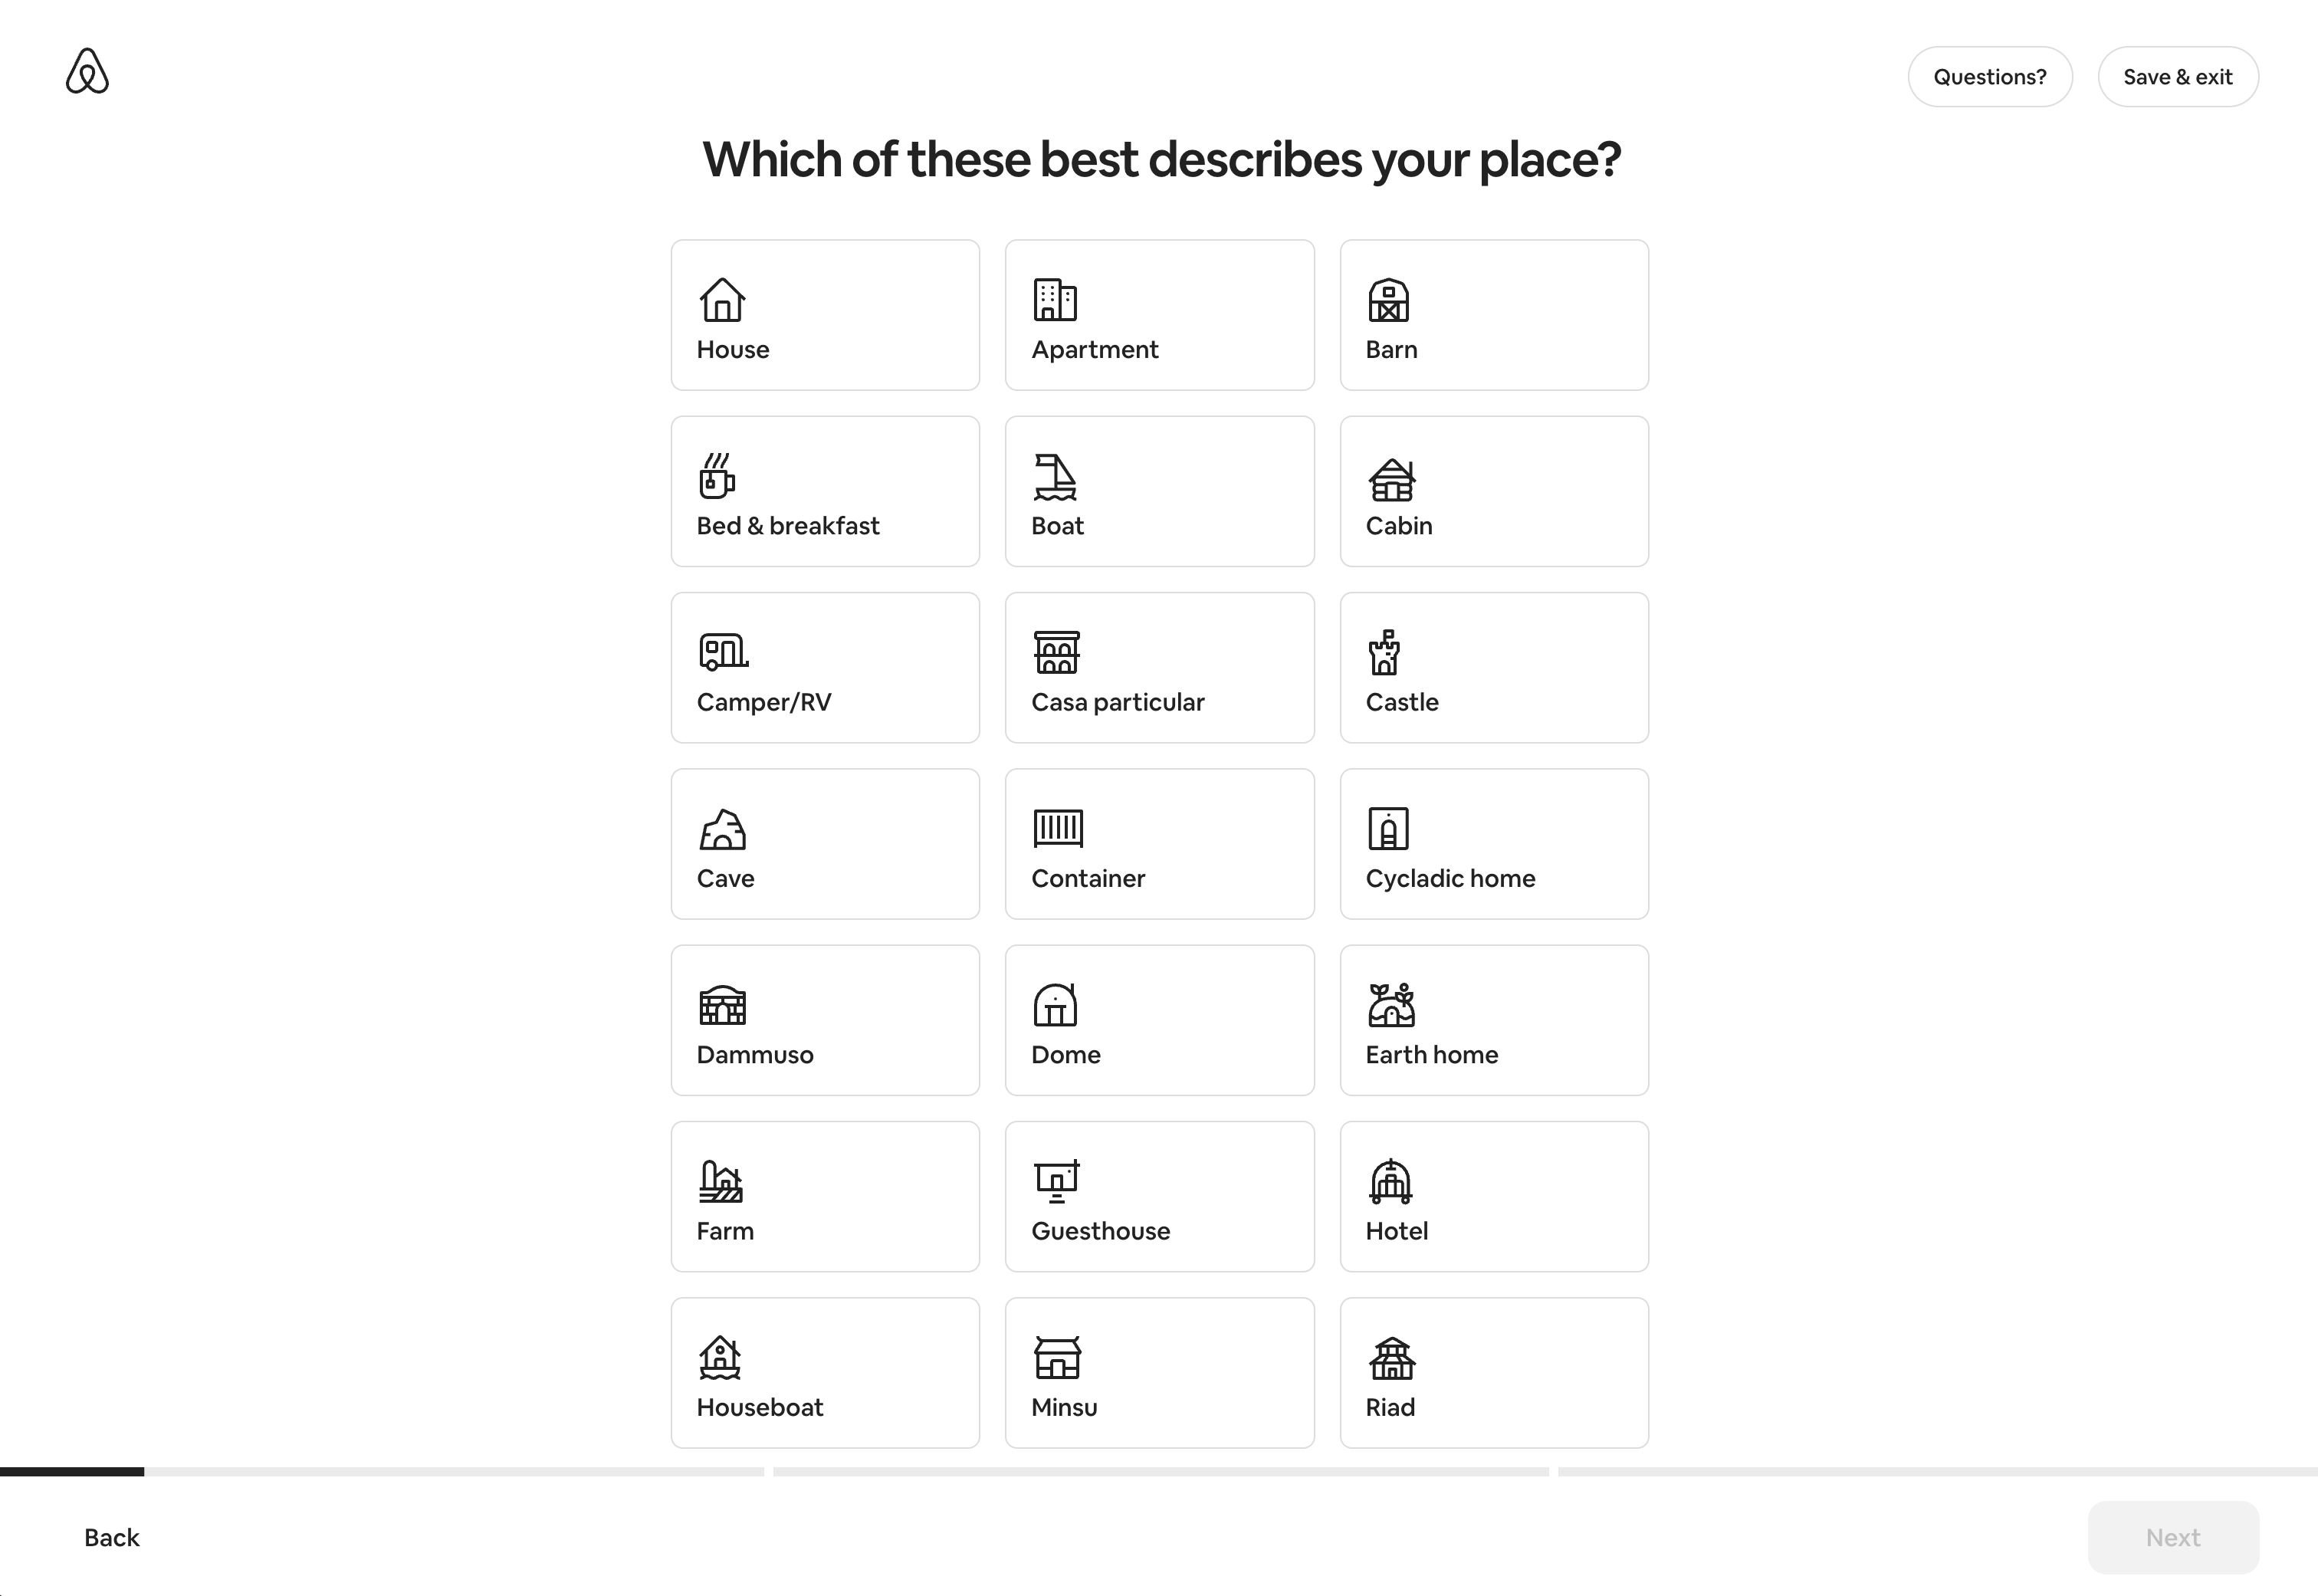 Questions?
Save & exit
Which of these best describes your place?
House
Apartment
Barn
Bed & breakfast
Boat
Cabin
Camper/RV
Casa particular
Castle
Cave
Container
Cycladic home
Dammuso
Dome
Earth home
Farm
Guesthouse
Hotel
Houseboat
Minsu
Riad
Back
Next